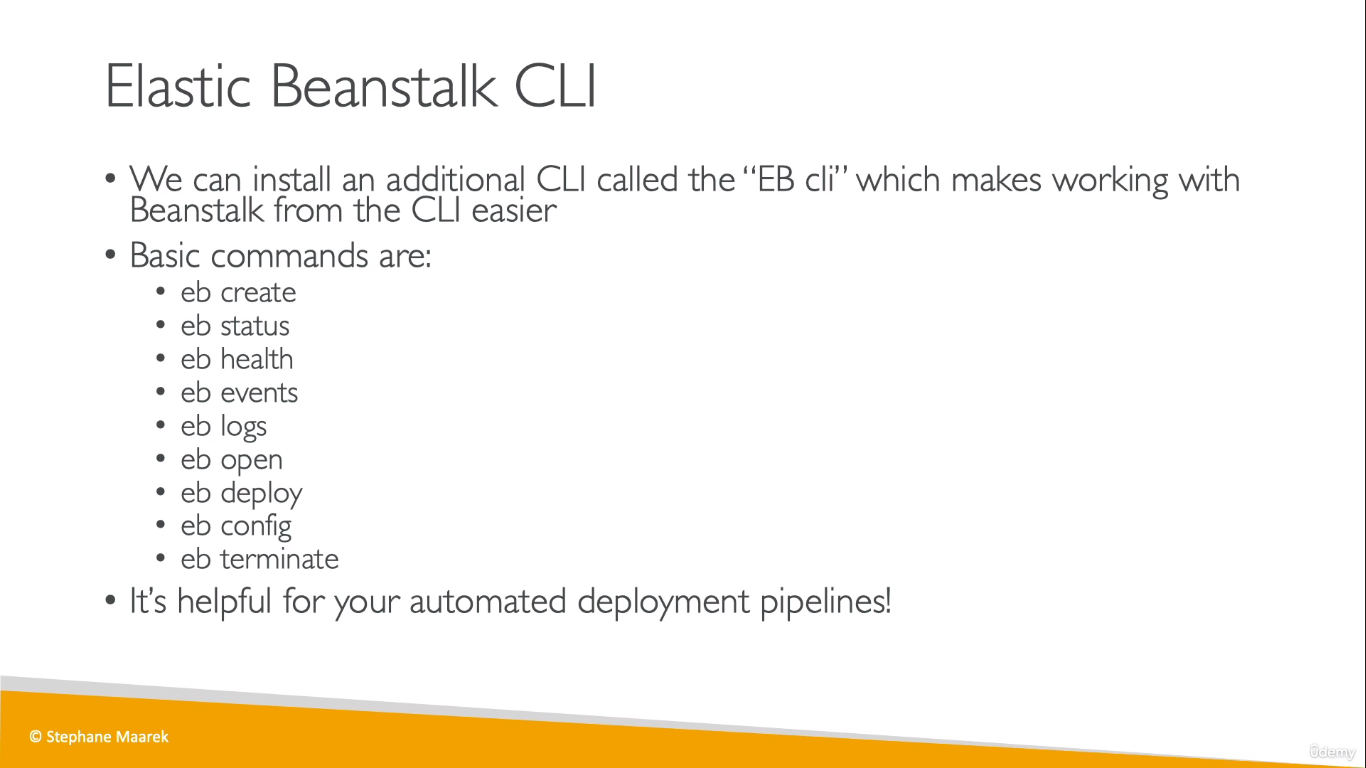 Elastic Beanstalk CLI
• We can install an additional CLI called the “EB cli” which makes working with
Beanstalk from the CLI easier
• Basic commands are:
• eb create
• eb status
• eb health
• eb events
• eb logs
• eb open
• eb deploy
• eb config
• eb terminate
• It’s helpful for your automated deployment pipelines!
© Stephane Maarek
ûdemy